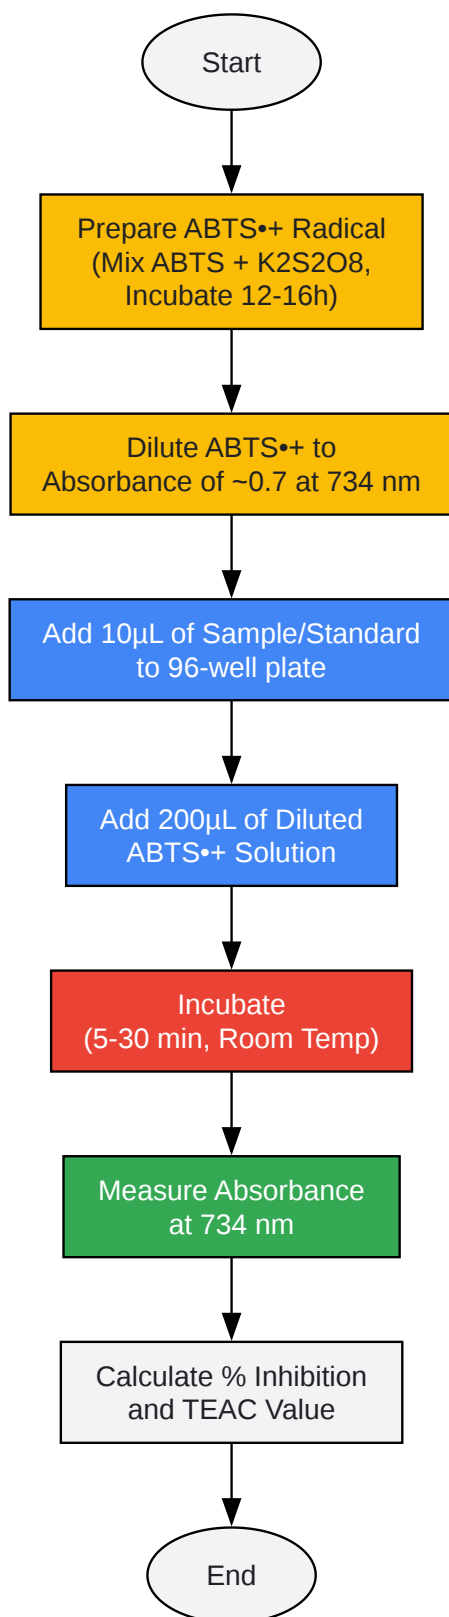 Start
Prepare ABTS•+ Radical
(Mix ABTS + K2S2O8,
Incubate 12-16h)
Dilute ABTS•+ to
Absorbance of ~0.7 at 734 nm
Add 10µL of Sample/Standard
to 96-well plate
Add 200µL of Diluted
ABTS•+ Solution
Incubate
(5-30 min, Room Temp)
Measure Absorbance
at 734 nm
Calculate % Inhibition
and TEAC Value
End